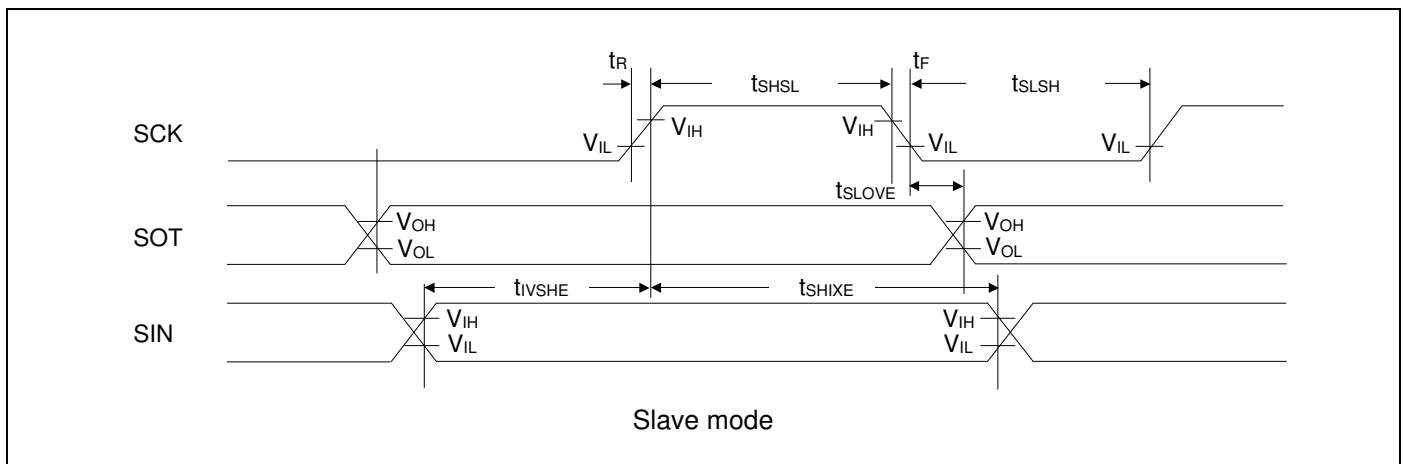 tR tSHSL tF tSLSH
SCK VIL VIH VIH VIL VIL
tSLOVE
SOT VOH VOL VOH VOL
tIVSHE tSHIXE
SIN VIH VIL VIH VIL
Slave mode